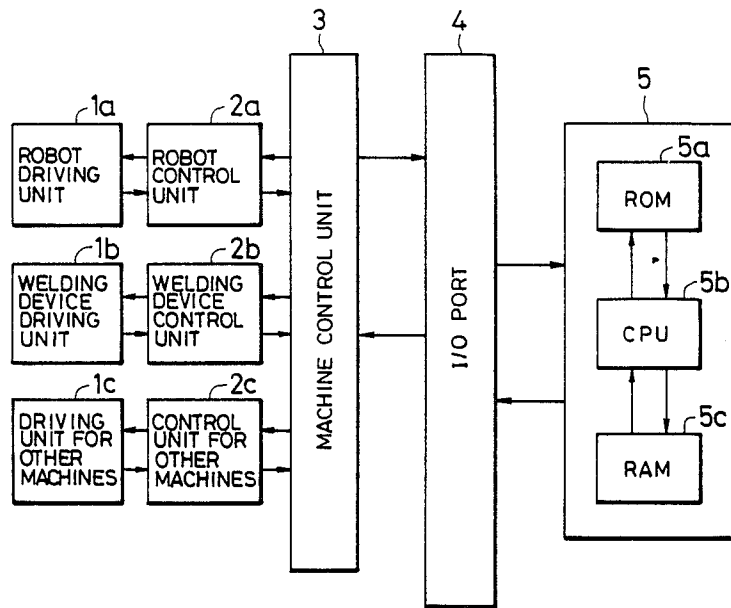 3
4
5
1a
2a
ROBOT
DRIVING
UNIT
ROBOT
CONTROL
UNIT
1b
2b
WELDING
DEVICE
DRIVING
UNIT
WELDING
DEVICE
CONTROL
UNIT
1c
2c
DRIVING
UNIT FOR
OTHER
MACHINES
CONTROL
UNIT FOR
OTHER
MACHINES
MACHINE CONTROL UNIT
I/O PORT
5a
ROM
5b
CPU
5c
RAM